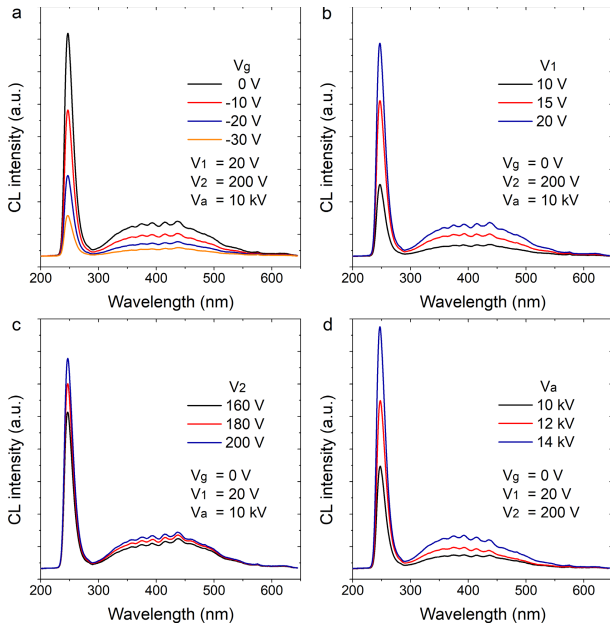 a
Vg
0 V
-10 V
-20 V
-30 V
V1 = 20 V
V2 = 200 V
Va = 10 kV
CL intensity (a.u.)
200 300 400 500 600
Wavelength (nm)
b
V1
10 V
15 V
20 V
Vg = 0 V
V2 = 200 V
Va = 10 kV
CL intensity (a.u.)
200 300 400 500 600
Wavelength (nm)
c
V2
160 V
180 V
200 V
Vg = 0 V
V1 = 20 V
Va = 10 kV
CL intensity (a.u.)
200 300 400 500 600
Wavelength (nm)
d
Va
10 kV
12 kV
14 kV
Vg = 0 V
V1 = 20 V
V2 = 200 V
CL intensity (a.u.)
200 300 400 500 600
Wavelength (nm)